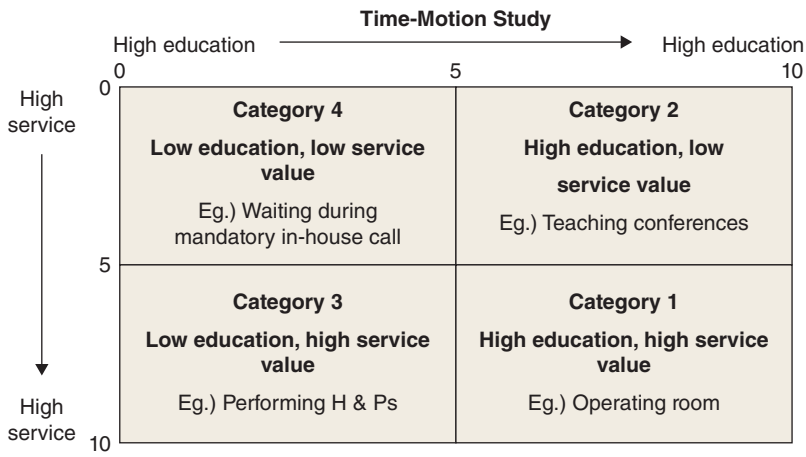 Time-Motion Study
High education
High education
0
5
10
0
High
service
Category 4
Low education, low service
value
Eg.) Waiting during
mandatory in-house call
Category 2
High education, low
service value
Eg.) Teaching conferences
5
Category 3
Low education, high service
value
Eg.) Performing H & Ps
Category 1
High education, high service
value
Eg.) Operating room
High
service
10